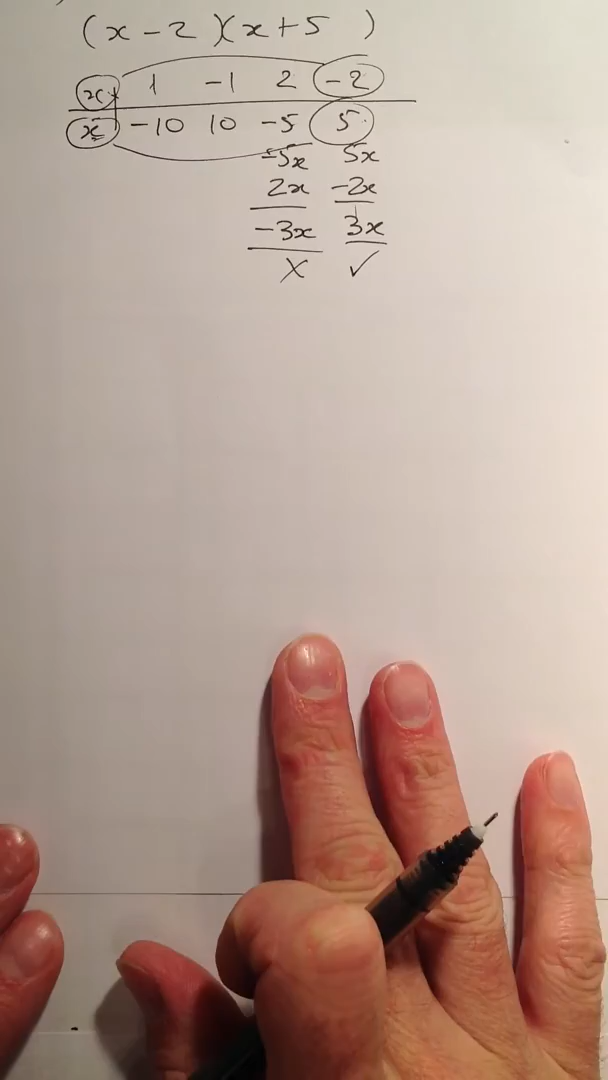 (x-2)(x+5)
x 1 -1 2 -2
x -10 10 -5 5
-5x 5x
2x -2x
-3x 3x
X ✓